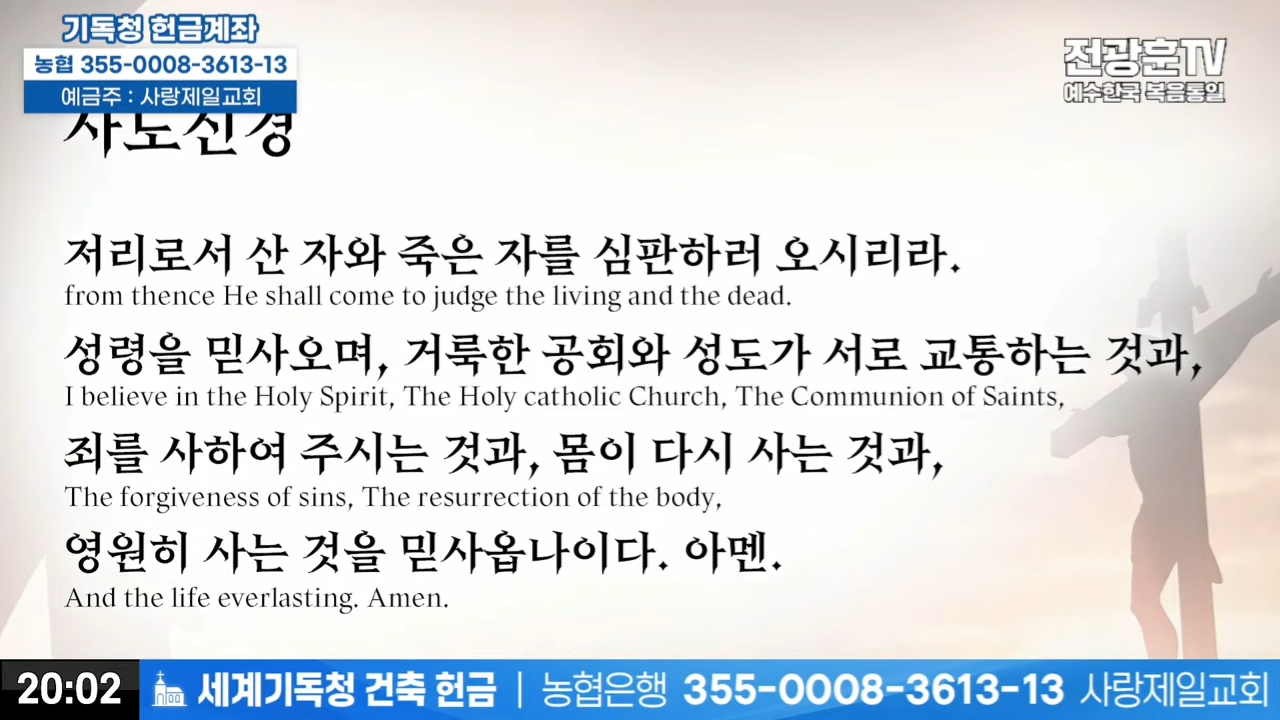 기독청 헌금계좌
농협 355-0008-3613-13
예금주 : 사랑제일교회
전광훈TV
예수한국 복음통일
사도신경
저리로서 산 자와 죽은 자를 심판하러 오시리라.
from thence He shall come to judge the living and the dead.
성령을 믿사오며, 거룩한 공회와 성도가 서로 교통하는 것과,
I believe in the Holy Spirit, The Holy catholic Church, The Communion of Saints,
죄를 사하여 주시는 것과, 몸이 다시 사는 것과,
The forgiveness of sins, The resurrection of the body,
영원히 사는 것을 믿사옵나이다. 아멘.
And the life everlasting. Amen.
20:02 세계기독청 건축 헌금 | 농협은행 355-0008-3613-13 사랑제일교회